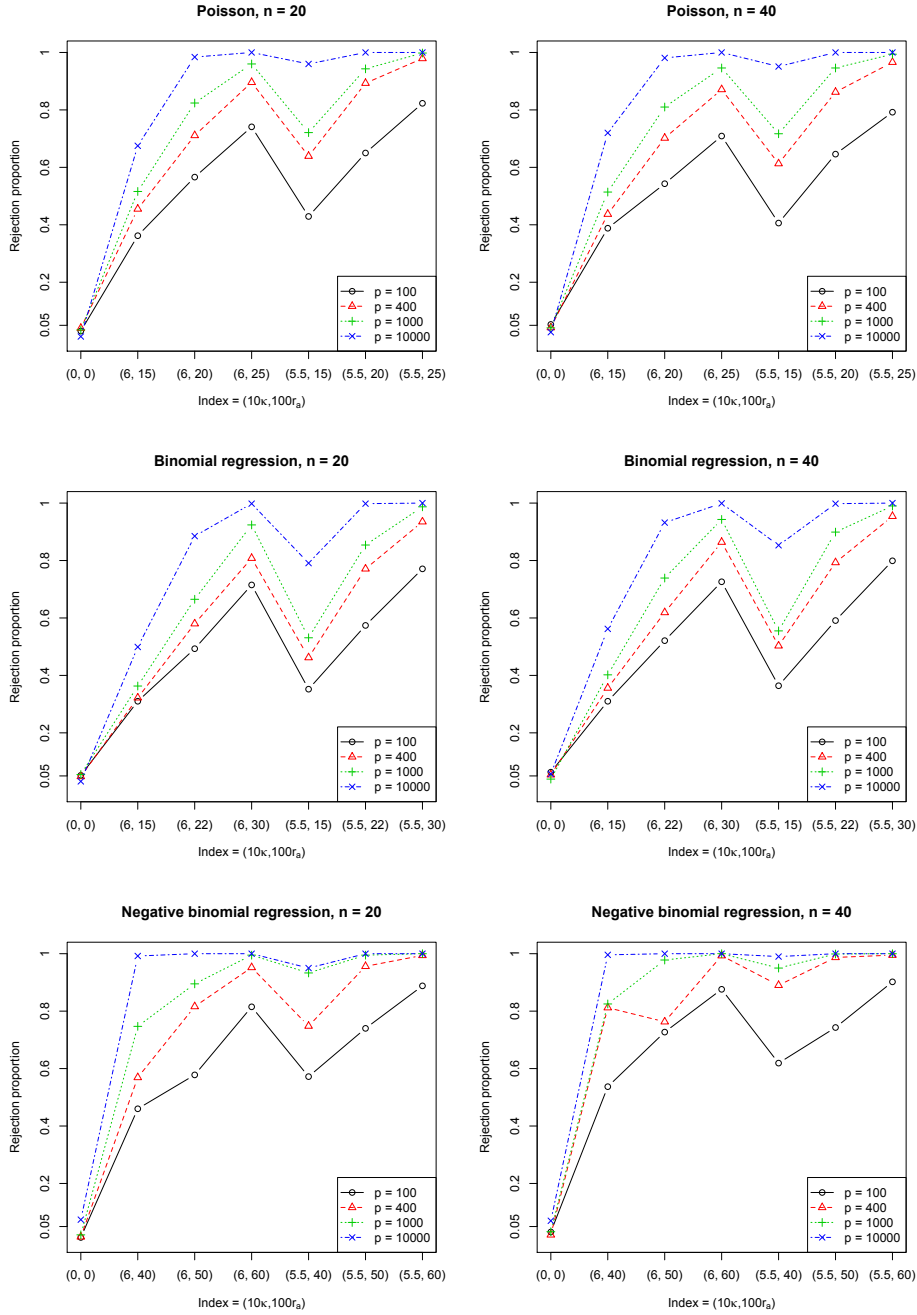 Poisson, n = 20
Rejection proportion
1
0.8
0.6
0.4
0.2
0.05
p = 100
p = 400
p = 1000
p = 10000
(0, 0) (6, 15) (6, 20) (6, 25) (5.5, 15) (5.5, 20) (5.5, 25)
Index = (10κ,100rₐ)
Poisson, n = 40
Rejection proportion
1
0.8
0.6
0.4
0.2
0.05
p = 100
p = 400
p = 1000
p = 10000
(0, 0) (6, 15) (6, 20) (6, 25) (5.5, 15) (5.5, 20) (5.5, 25)
Index = (10κ,100rₐ)
Binomial regression, n = 20
Rejection proportion
1
0.8
0.6
0.4
0.2
0.05
p = 100
p = 400
p = 1000
p = 10000
(0, 0) (6, 15) (6, 22) (6, 30) (5.5, 15) (5.5, 22) (5.5, 30)
Index = (10κ,100rₐ)
Binomial regression, n = 40
Rejection proportion
1
0.8
0.6
0.4
0.2
0.05
p = 100
p = 400
p = 1000
p = 10000
(0, 0) (6, 15) (6, 22) (6, 30) (5.5, 15) (5.5, 22) (5.5, 30)
Index = (10κ,100rₐ)
Negative binomial regression, n = 20
Rejection proportion
1
0.8
0.6
0.4
0.2
0.05
p = 100
p = 400
p = 1000
p = 10000
(0, 0) (6, 40) (6, 50) (6, 60) (5.5, 40) (5.5, 50) (5.5, 60)
Index = (10κ,100rₐ)
Negative binomial regression, n = 40
Rejection proportion
1
0.8
0.6
0.4
0.2
0.05
p = 100
p = 400
p = 1000
p = 10000
(0, 0) (6, 40) (6, 50) (6, 60) (5.5, 40) (5.5, 50) (5.5, 60)
Index = (10κ,100rₐ)